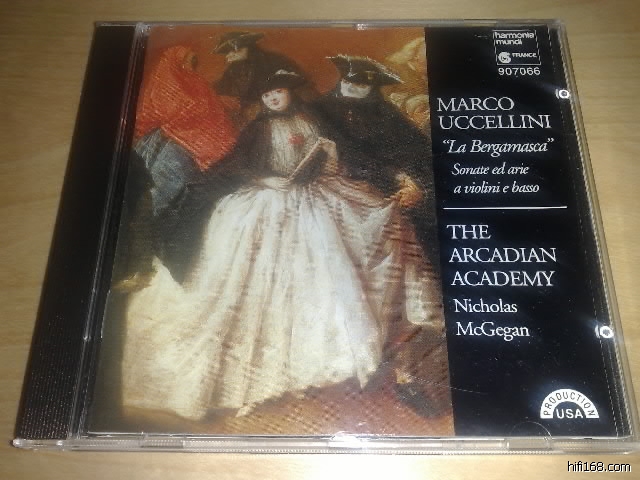 harmonia
mundi
FRANCE
907066
MARCO
UCCELLINI
“La Bergamasca”
Sonate ed arie
a violini e basso
THE
ARCADIAN
ACADEMY
Nicholas
McGegan
PRODUCTION
USA
hifi168.com